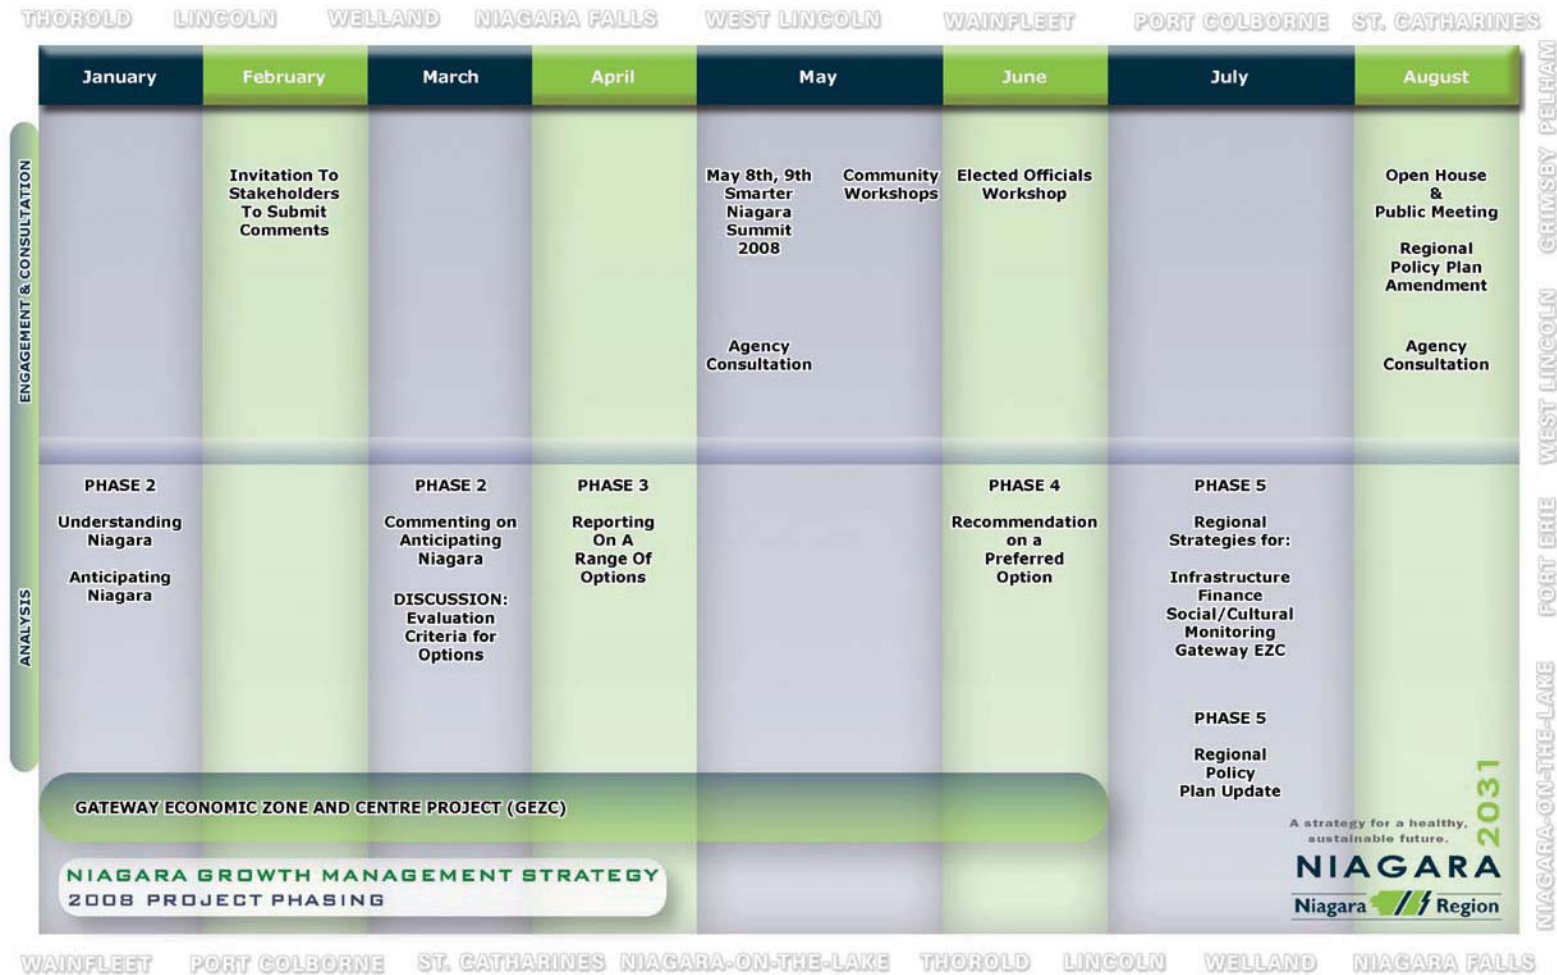 THOROLD LINCOLN WELLAND NIAGARA FALLS WEST LINCOLN WAINFLEET PORT COLBORNE ST. CATHARINES
January February March April May June July August
ENGAGEMENT & CONSULTATION
Invitation To
Stakeholders
To Submit
Comments
May 8th, 9th
Smarter
Niagara
Summit
2008
Community
Workshops
Agency
Consultation
Elected Officials
Workshop
Open House
&
Public Meeting
Regional
Policy Plan
Amendment
Agency
Consultation
ANALYSIS
PHASE 2
Understanding
Niagara
Anticipating
Niagara
PHASE 2
Commenting on
Anticipating
Niagara
DISCUSSION:
Evaluation
Criteria for
Options
PHASE 3
Reporting
On A
Range Of
Options
PHASE 4
Recommendation
on a
Preferred
Option
PHASE 5
Regional
Strategies for:
Infrastructure
Finance
Social/Cultural
Monitoring
Gateway EZC
PHASE 5
Regional
Policy
Plan Update
GATEWAY ECONOMIC ZONE AND CENTRE PROJECT (GEZC)
NIAGARA GROWTH MANAGEMENT STRATEGY
2008 PROJECT PHASING
A strategy for a healthy,
sustainable future.
2031
NIAGARA
Niagara Region
PELHAM
GRIMSBY
WEST LINCOLN
FORT ERIE
NIAGARA-ON-THE-LAKE
WAINFLEET PORT COLBORNE ST. CATHARINES NIAGARA-ON-THE-LAKE THOROLD LINCOLN WELLAND NIAGARA FALLS